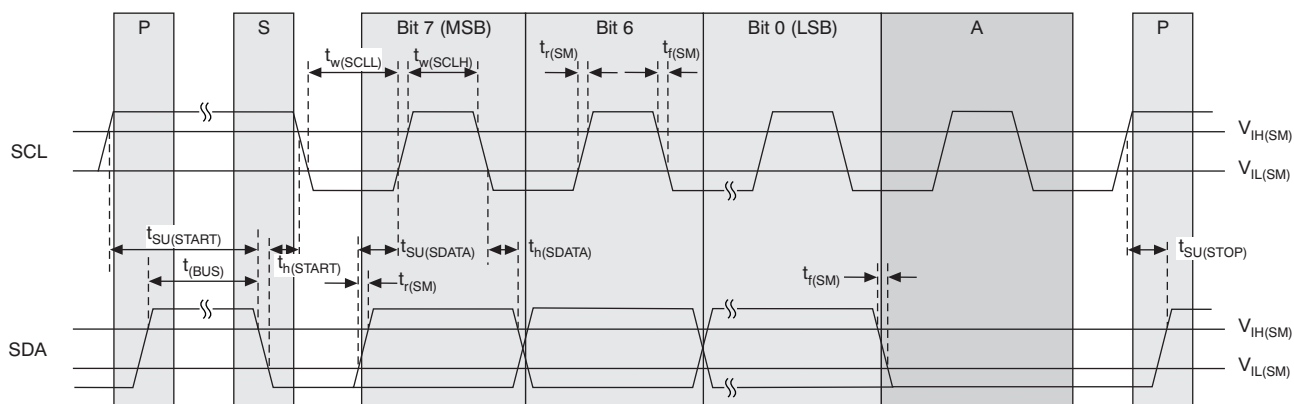 P S Bit 7 (MSB) Bit 6 Bit 0 (LSB) A P
tw(SCLL) tw(SCLH) tr(SM) tf(SM)
VIH(SM)
SCL
VIL(SM)
tSU(START) tSU(SDATA) th(SDATA) tSU(STOP)
th(START)
t(BUS) tr(SM) tf(SM)
VIH(SM)
SDA
VIL(SM)